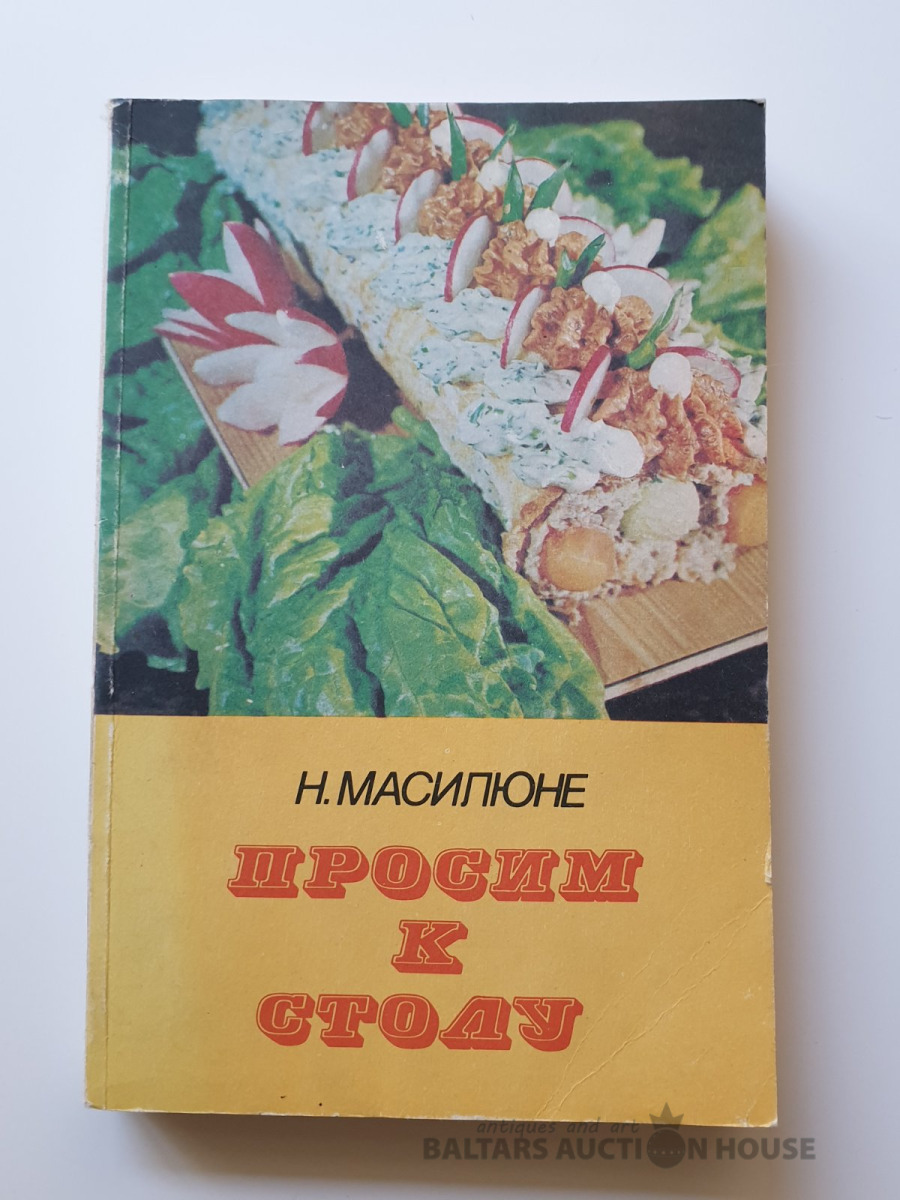 Н. МАСИЛЮНЕ
ПРОСИМ
К
СТОЛУ
antiques and art
BALTARS AUCTION HOUSE